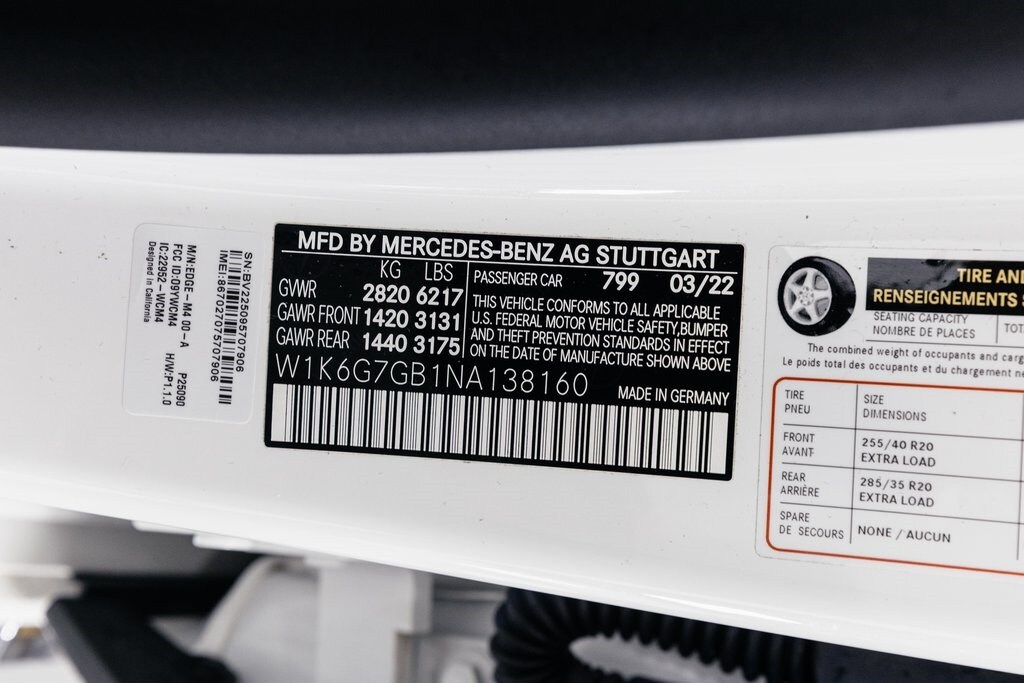 SN:BV225095707906
IMEI:867027075707906
M/N:EDGE-M4 00-A P25090
FCC ID:O9YWCM4
IC:22952-WCM4 H/W:P1.1.0
Designed in California
MFD BY MERCEDES-BENZ AG STUTTGART
KG LBS
GVWR 2820 6217
GAWR FRONT 1420 3131
GAWR REAR 1440 3175
PASSENGER CAR 799 03/22
THIS VEHICLE CONFORMS TO ALL APPLICABLE
U.S. FEDERAL MOTOR VEHICLE SAFETY,BUMPER
AND THEFT PREVENTION STANDARDS IN EFFECT
ON THE DATE OF MANUFACTURE SHOWN ABOVE
W1K6G7GB1NA138160
MADE IN GERMANY
TIRE AND
RENSEIGNEMENTS
SEATING CAPACITY
NOMBRE DE PLACES
The combined weight of occupants and
Le poids total des occupants et du chargement
TIRE SIZE
PNEU DIMENSIONS
FRONT 255/40 R20
AVANT EXTRA LOAD
REAR 285/35 R20
ARRIÈRE EXTRA LOAD
SPARE NONE / AUCUN
DE SECOURS